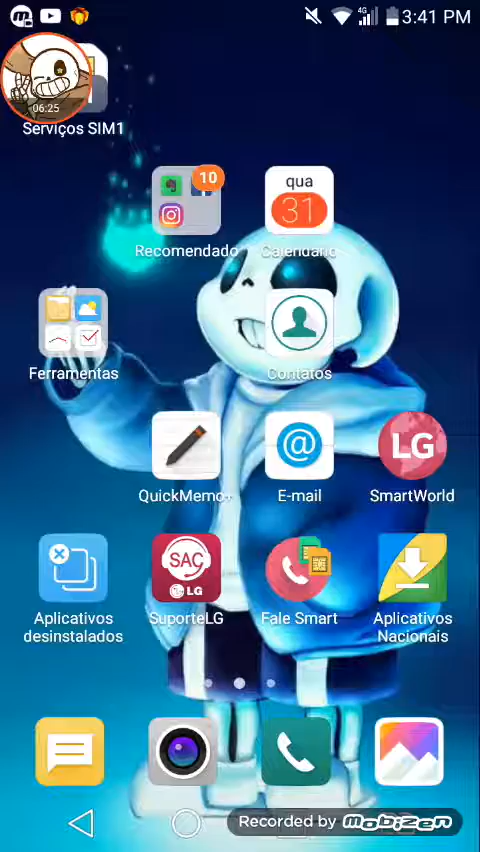 4G
3:41 PM
06:25
Serviços SIM1
10
qua
31
Recomendado
Calendário
Ferramentas
Contatos
LG
QuickMemo+
E-mail
SmartWorld
SAC
LG
Aplicativos
desinstalados
SuporteLG
Fale Smart
Aplicativos
Nacionais
Recorded by mobizen